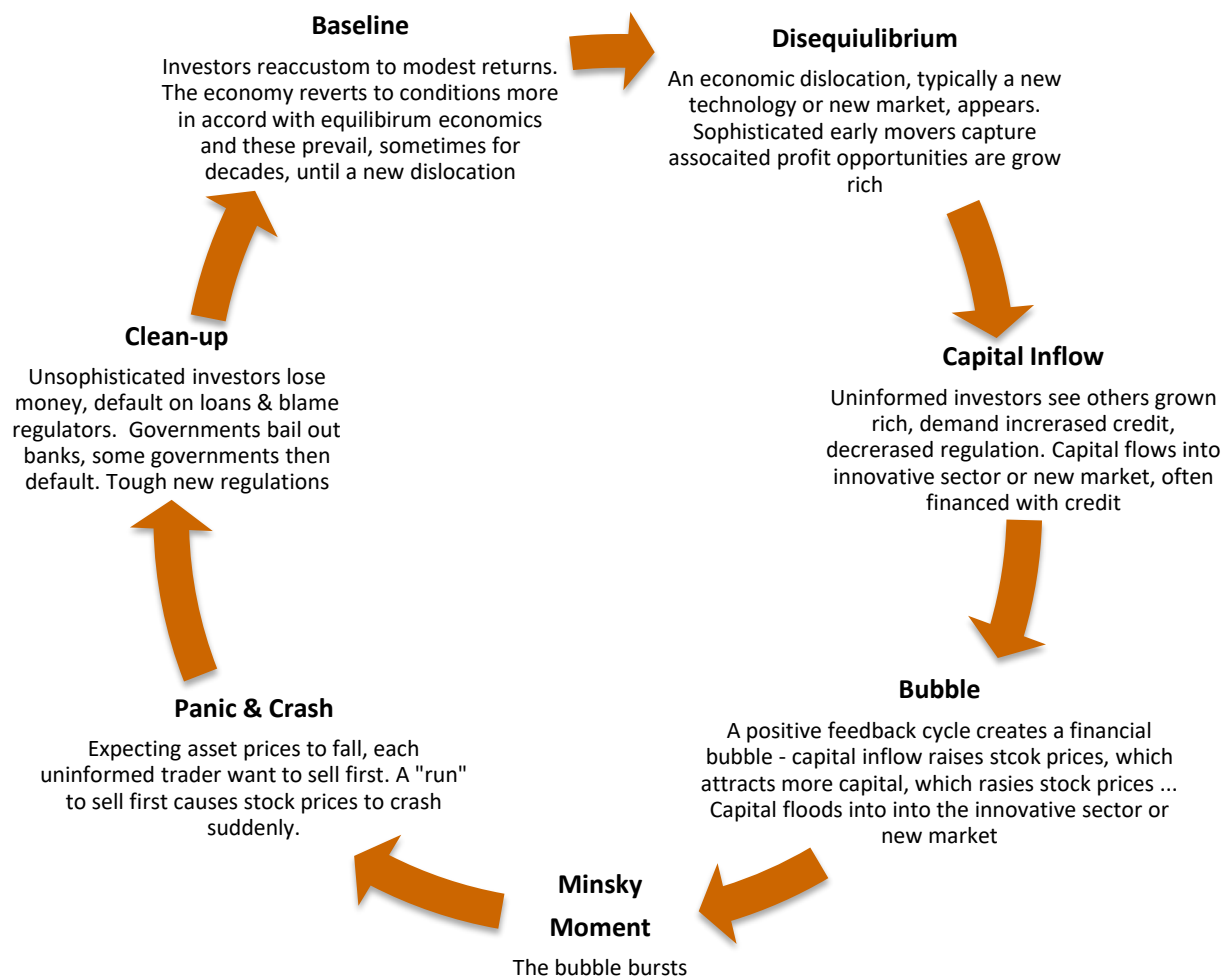 Baseline
Investors reaccustom to modest returns.
The economy reverts to conditions more
in accord with equilibirum economics
and these prevail, sometimes for
decades, until a new dislocation
Disequiulibrium
An economic dislocation, typically a new
technology or new market, appears.
Sophisticated early movers capture
assocaited profit opportunities are grow
rich
Capital Inflow
Uninformed investors see others grown
rich, demand increrased credit,
decrerased regulation. Capital flows into
innovative sector or new market, often
financed with credit
Bubble
A positive feedback cycle creates a financial
bubble - capital inflow raises stcok prices, which
attracts more capital, which rasies stock prices ...
Capital floods into into the innovative sector or
new market
Minsky
Moment
The bubble bursts
Panic & Crash
Expecting asset prices to fall, each
uninformed trader want to sell first. A "run"
to sell first causes stock prices to crash
suddenly.
Clean-up
Unsophisticated investors lose
money, default on loans & blame
regulators.  Governments bail out
banks, some governments then
default. Tough new regulations